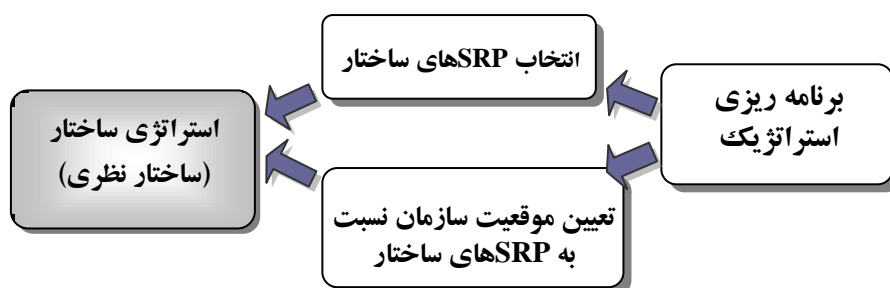 برنامه ریزی
استراتژیک
انتخاب SRPهای ساختار
تعیین موقعیت سازمان نسبت
به SRPهای ساختار
استراتژی ساختار
(ساختار نظری)